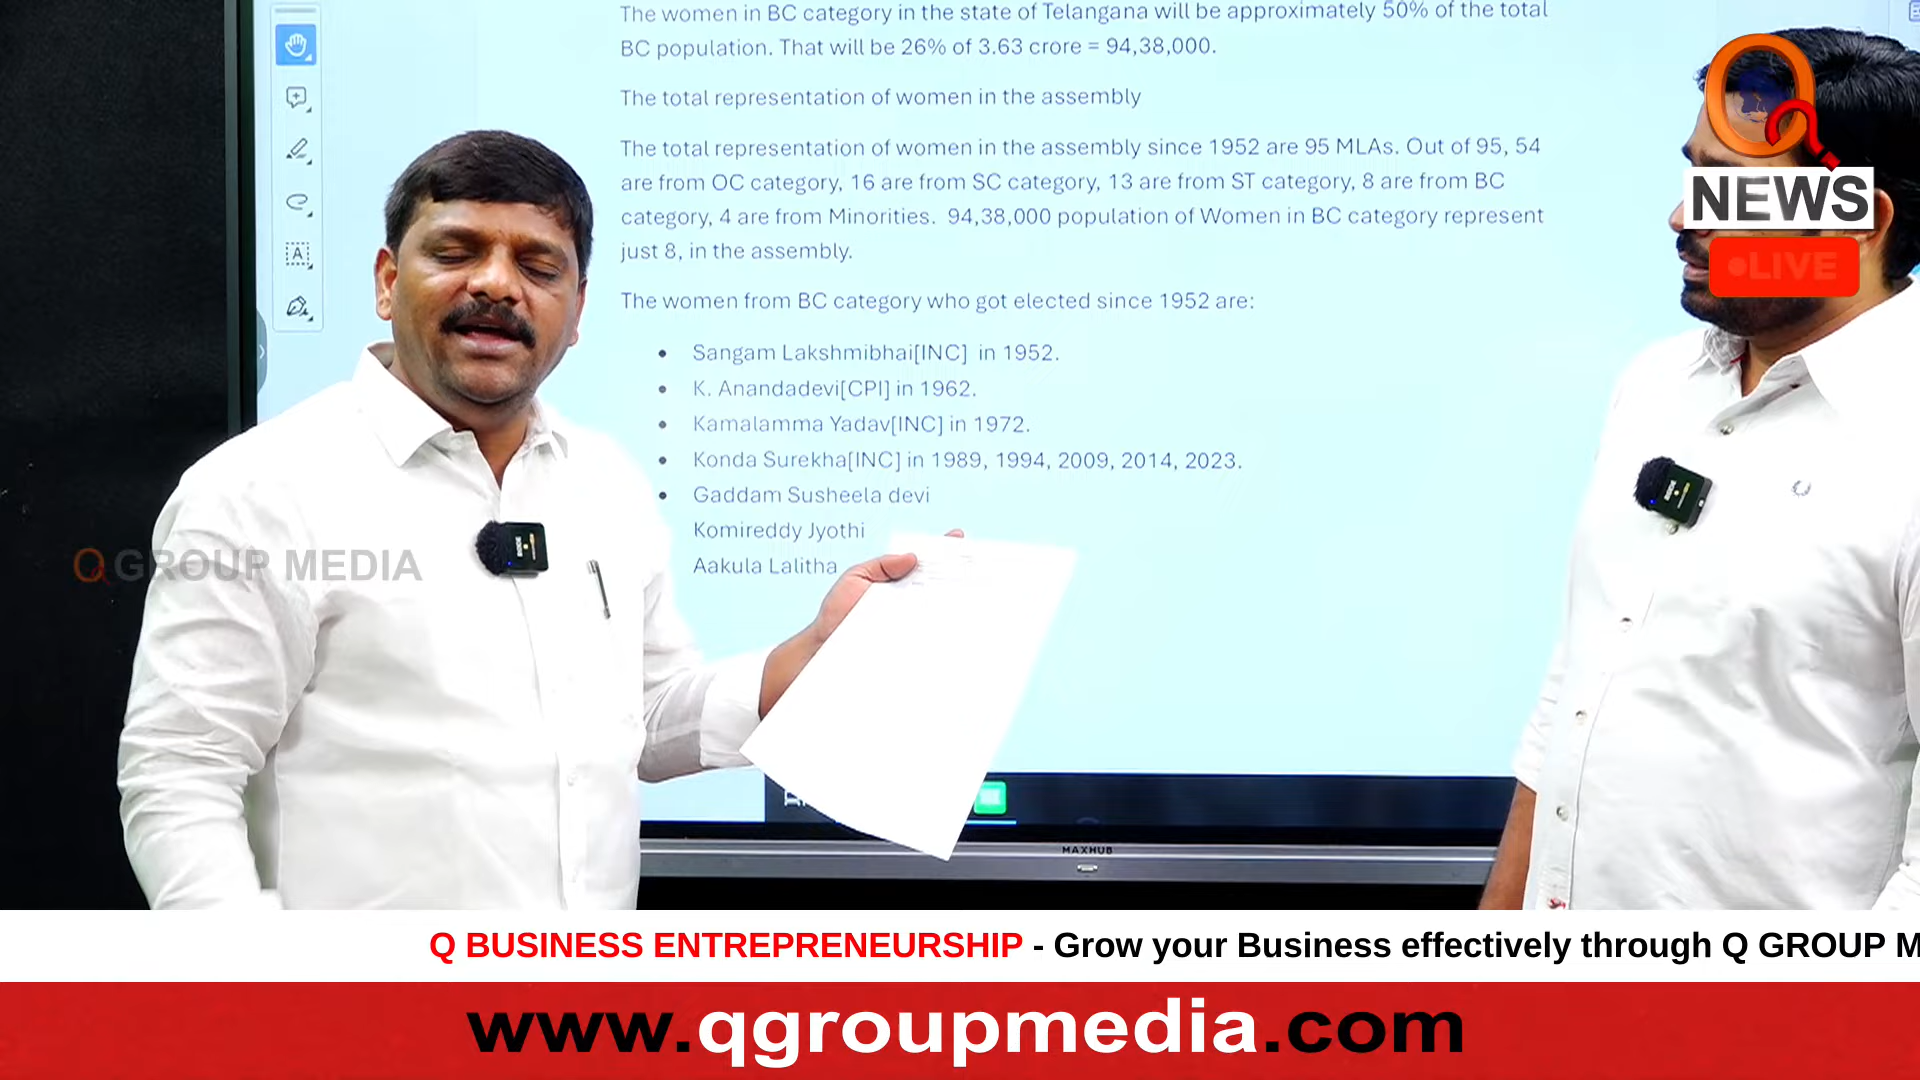 The women in BC category in the state of Telangana will be approximately 50% of the total
BC population. That will be 26% of 3.63 crore = 94,38,000.
The total representation of women in the assembly
The total representation of women in the assembly since 1952 are 95 MLAs. Out of 95, 54
are from OC category, 16 are from SC category, 13 are from ST category, 8 are from BC
category, 4 are from Minorities. 94,38,000 population of Women in BC category represent
just 8, in the assembly.
The women from BC category who got elected since 1952 are:
• Sangam Lakshmibhai[INC] in 1952.
• K. Anandadevi[CPI] in 1962.
• Kamalamma Yadav[INC] in 1972.
• Konda Surekha[INC] in 1989, 1994, 2009, 2014, 2023.
• Gaddam Susheela devi
Komireddy Jyothi
Aakula Lalitha
Q
NEWS
LIVE
Q GROUP MEDIA
MAXHUB
Q BUSINESS ENTREPRENEURSHIP - Grow your Business effectively through Q GROUP M
www.qgroupmedia.com